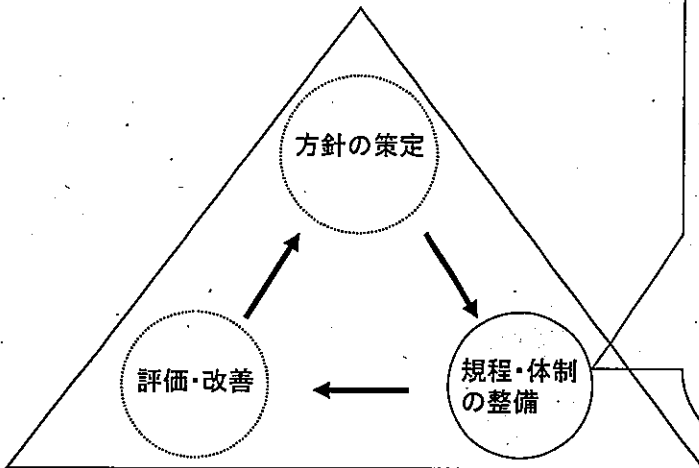 方針の策定
評価・改善
規程・体制
の整備